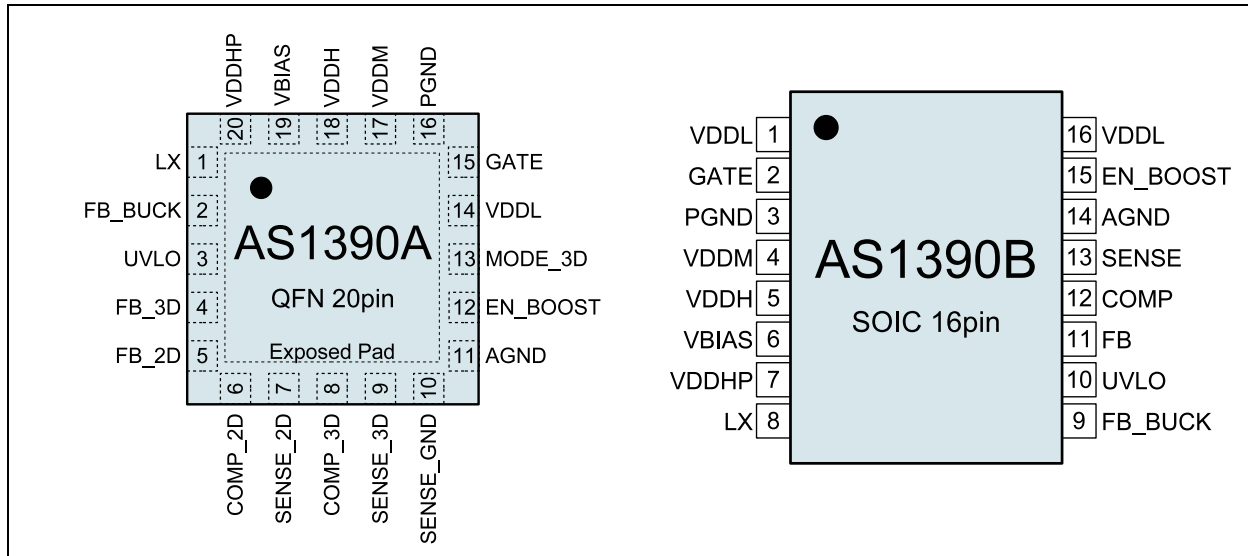 VDDHP
VBIAS
VDDH
VDDM
PGND
20
19
18
17
16
LX 1
FB_BUCK 2
UVLO 3
FB_3D 4
FB_2D 5
AS1390A
QFN 20pin
Exposed Pad
15 GATE
14 VDDL
13 MODE_3D
12 EN_BOOST
11 AGND
6
7
8
9
10
COMP_2D
SENSE_2D
COMP_3D
SENSE_3D
SENSE_GND
VDDL 1
GATE 2
PGND 3
VDDM 4
VDDH 5
VBIAS 6
VDDHP 7
LX 8
AS1390B
SOIC 16pin
16 VDDL
15 EN_BOOST
14 AGND
13 SENSE
12 COMP
11 FB
10 UVLO
9 FB_BUCK